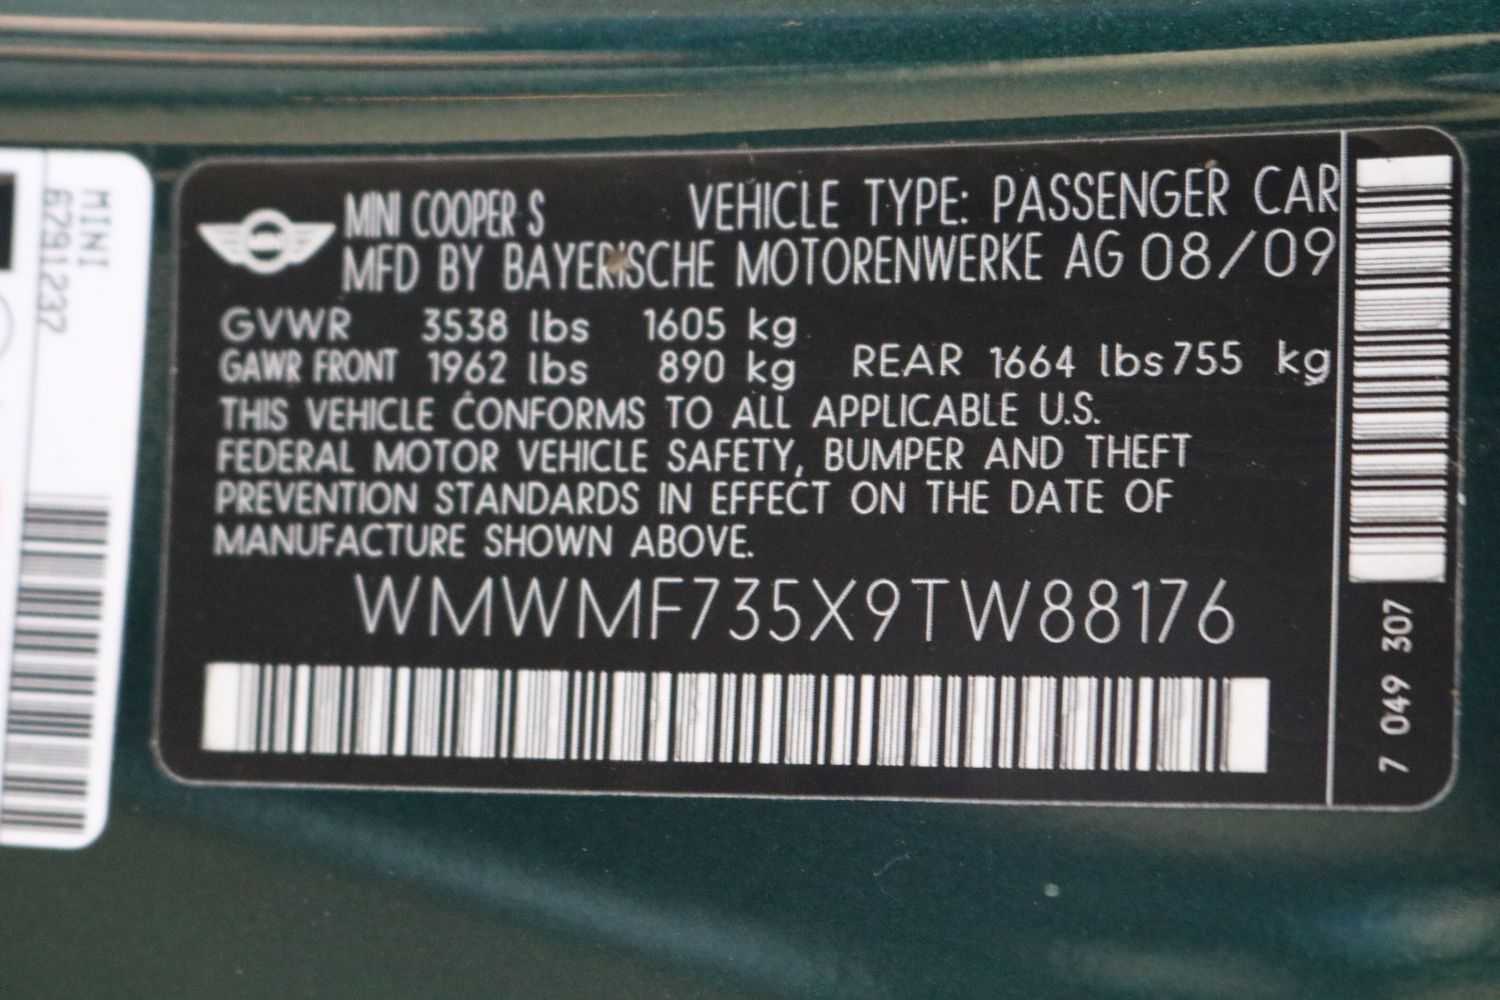 MINI
6791237
MINI COOPER S VEHICLE TYPE: PASSENGER CAR
MFD BY BAYERISCHE MOTORENWERKE AG 08/09
GVWR 3538 lbs 1605 kg
GAWR FRONT 1962 lbs 890 kg REAR 1664 lbs 755 kg
THIS VEHICLE CONFORMS TO ALL APPLICABLE U.S.
FEDERAL MOTOR VEHICLE SAFETY, BUMPER AND THEFT
PREVENTION STANDARDS IN EFFECT ON THE DATE OF
MANUFACTURE SHOWN ABOVE.
WMWMF735X9TW88176
7 049 307